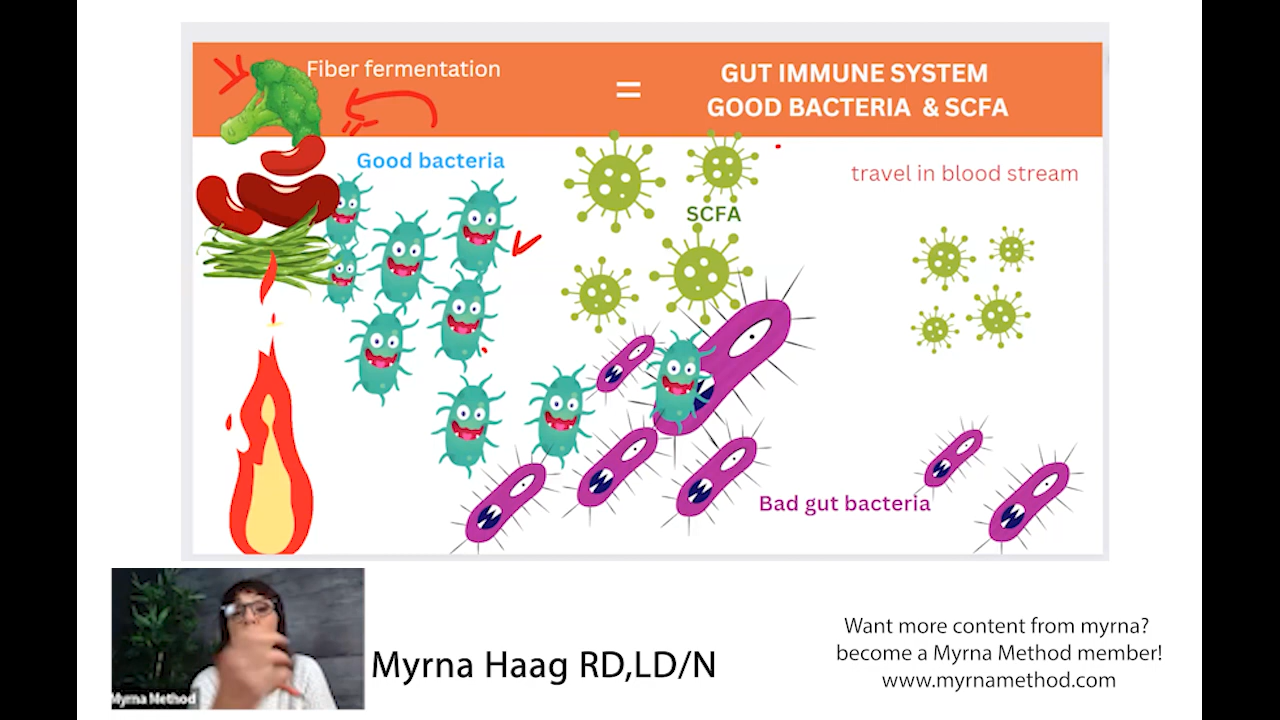 Fiber fermentation
=
GUT IMMUNE SYSTEM
GOOD BACTERIA & SCFA
Good bacteria
travel in blood stream
SCFA
Bad gut bacteria
Myrna Method
Myrna Haag RD,LD/N
Want more content from myrna?
become a Myrna Method member!
www.myrnamethod.com